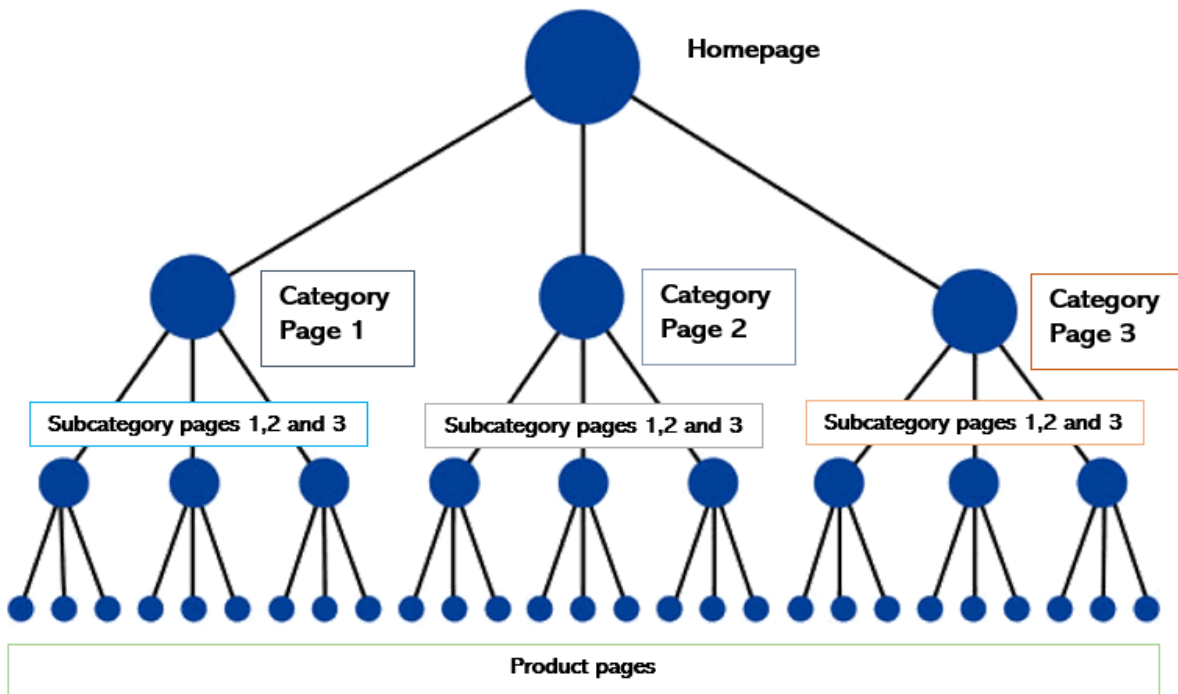 Homepage
Category
Page 1
Category
Page 2
Category
Page 3
Subcategory pages 1,2 and 3
Subcategory pages 1,2 and 3
Subcategory pages 1,2 and 3
Product pages